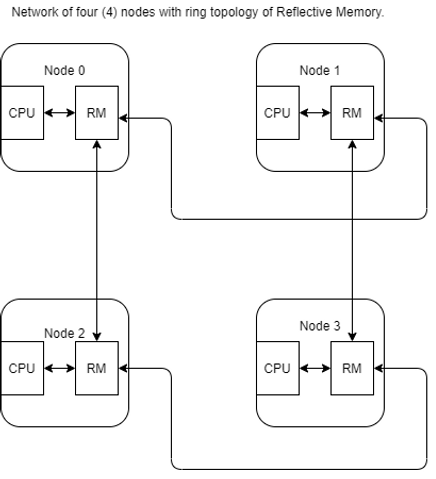 Network of four (4) nodes with ring topology of Reflective Memory.
Node 0
CPU
RM
Node 1
CPU
RM
Node 2
CPU
RM
Node 3
CPU
RM